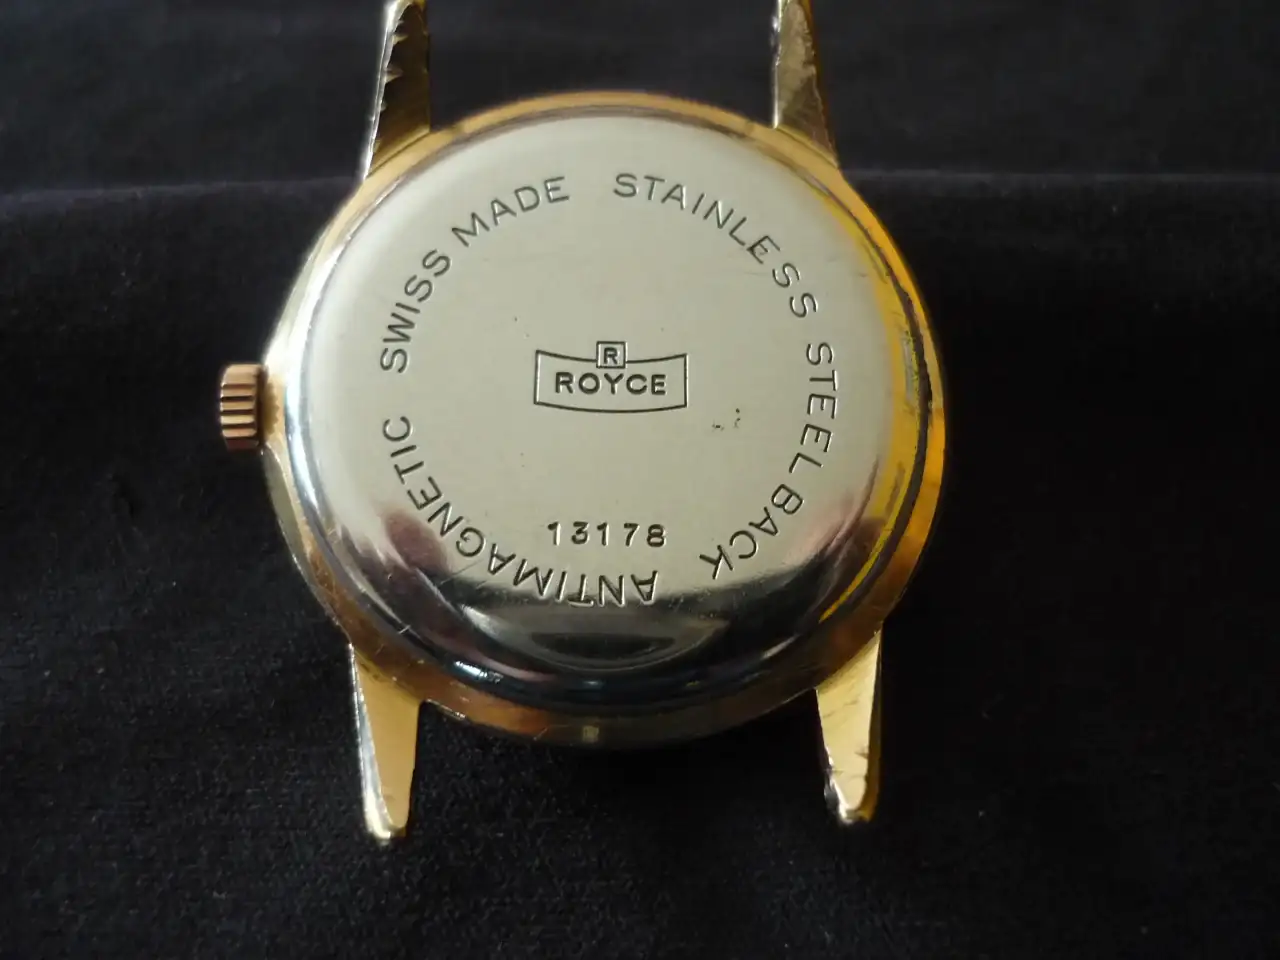 SWISS MADE STAINLESS STEEL BACK ANTIMAGNETIC
R
ROYCE
13178